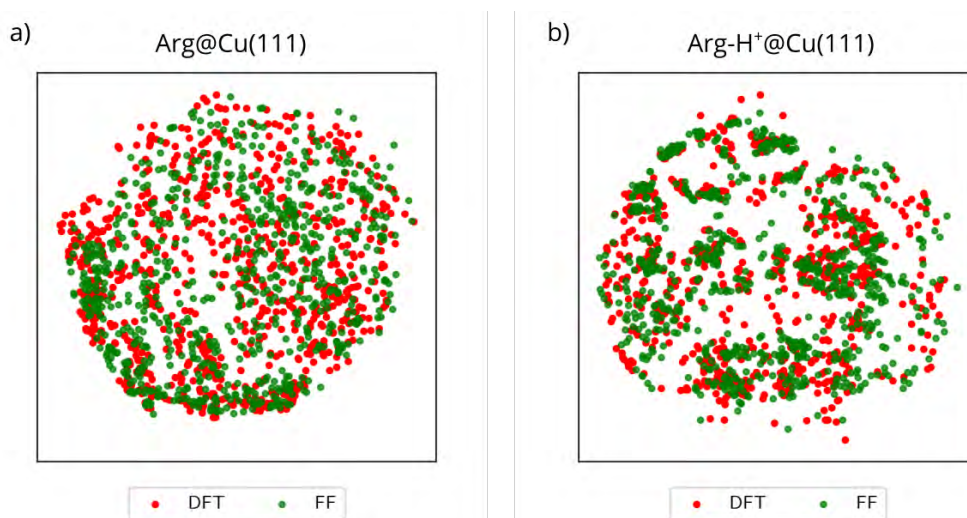 a)
Arg@Cu(111)
DFT FF
b)
Arg-H⁺@Cu(111)
DFT FF